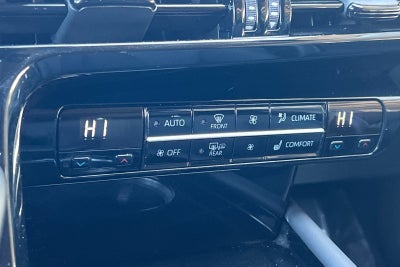 HI AUTO FRONT CLIMATE HI
OFF REAR COMFORT